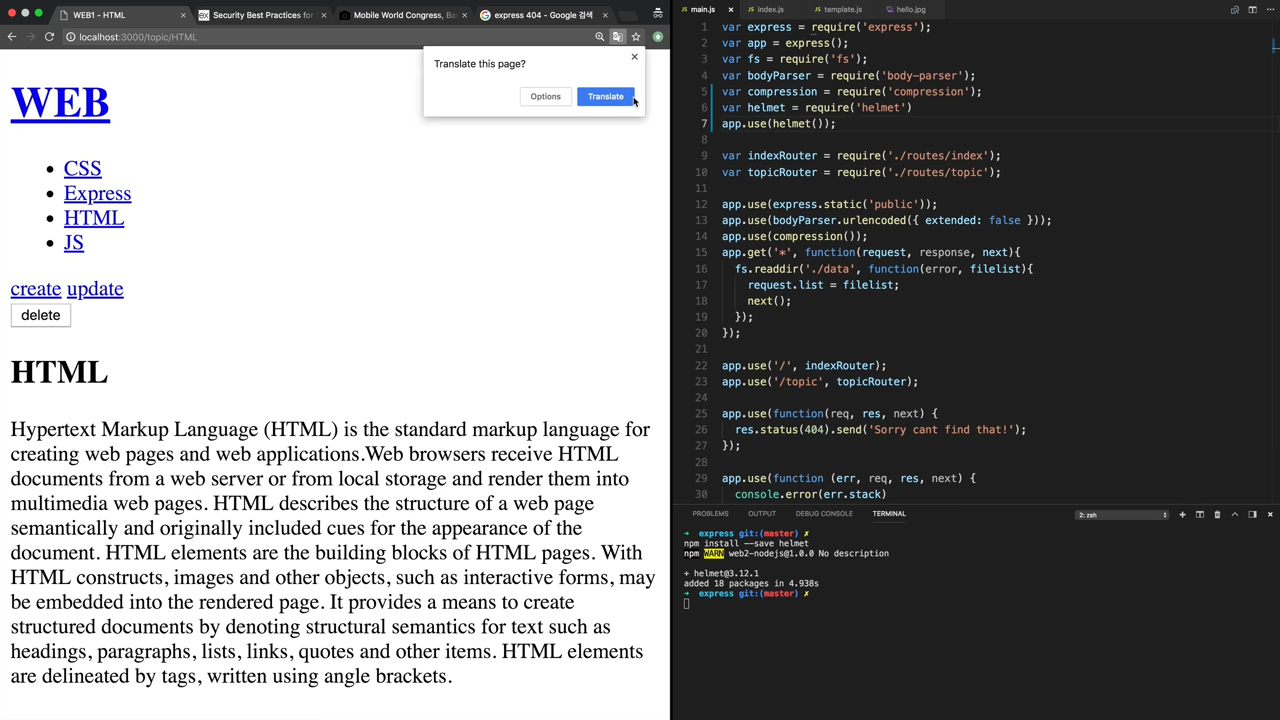 WEB1 - HTML
Security Best Practices for
Mobile World Congress, Ba
express 404 - Google 검색
localhost:3000/topic/HTML
Translate this page?
Options
Translate
WEB
CSS
Express
HTML
JS
create update
delete
HTML
Hypertext Markup Language (HTML) is the standard markup language for
creating web pages and web applications.Web browsers receive HTML
documents from a web server or from local storage and render them into
multimedia web pages. HTML describes the structure of a web page
semantically and originally included cues for the appearance of the
document. HTML elements are the building blocks of HTML pages. With
HTML constructs, images and other objects, such as interactive forms, may
be embedded into the rendered page. It provides a means to create
structured documents by denoting structural semantics for text such as
headings, paragraphs, lists, links, quotes and other items. HTML elements
are delineated by tags, written using angle brackets.
main.js
index.js
template.js
hello.jpg
1 var express = require('express');
2 var app = express();
3 var fs = require('fs');
4 var bodyParser = require('body-parser');
5 var compression = require('compression');
6 var helmet = require('helmet')
7 app.use(helmet());
8
9 var indexRouter = require('./routes/index');
10 var topicRouter = require('./routes/topic');
11
12 app.use(express.static('public'));
13 app.use(bodyParser.urlencoded({ extended: false }));
14 app.use(compression());
15 app.get('*', function(request, response, next){
16 fs.readdir('./data', function(error, filelist){
17 request.list = filelist;
18 next();
19 });
20 });
21
22 app.use('/', indexRouter);
23 app.use('/topic', topicRouter);
24
25 app.use(function(req, res, next) {
26 res.status(404).send('Sorry cant find that!');
27 });
28
29 app.use(function (err, req, res, next) {
30 console.error(err.stack)
PROBLEMS OUTPUT DEBUG CONSOLE TERMINAL
2: zsh
➜ express git:(master) ✗
npm install --save helmet
npm WARN web2-nodejs@1.0.0 No description
+ helmet@3.12.1
added 18 packages in 4.938s
➜ express git:(master) ✗